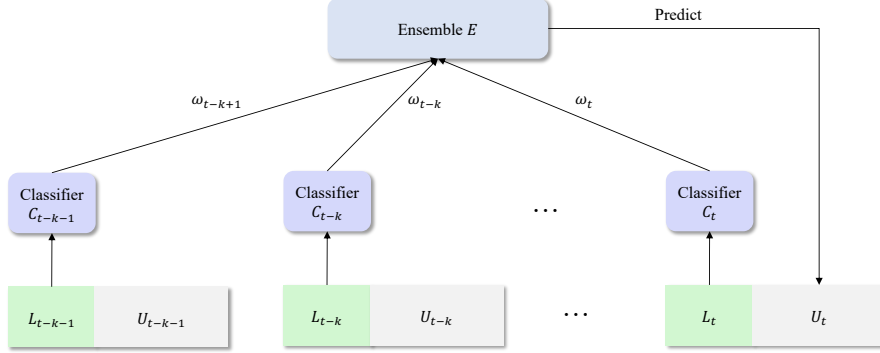 Ensemble E
Predict
ω_{t−k+1}
ω_{t−k}
ω_t
Classifier
C_{t−k−1}
Classifier
C_{t−k}
...
Classifier
C_t
L_{t−k−1}
U_{t−k−1}
L_{t−k}
U_{t−k}
...
L_t
U_t